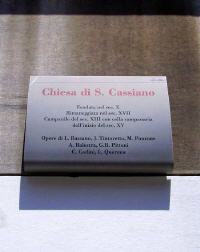 Chiesa di S. Cassiano
Fondata nel sec. X
Rimaneggiata nel sec. XVII
Campanile del sec. XIII con cella campanaria
dell'inizio del sec. XV
Opere di L. Bassano, J. Tintoretto, M. Ponzone
A. Balestra, G.B. Pittoni
C. Cedini, L. Querena